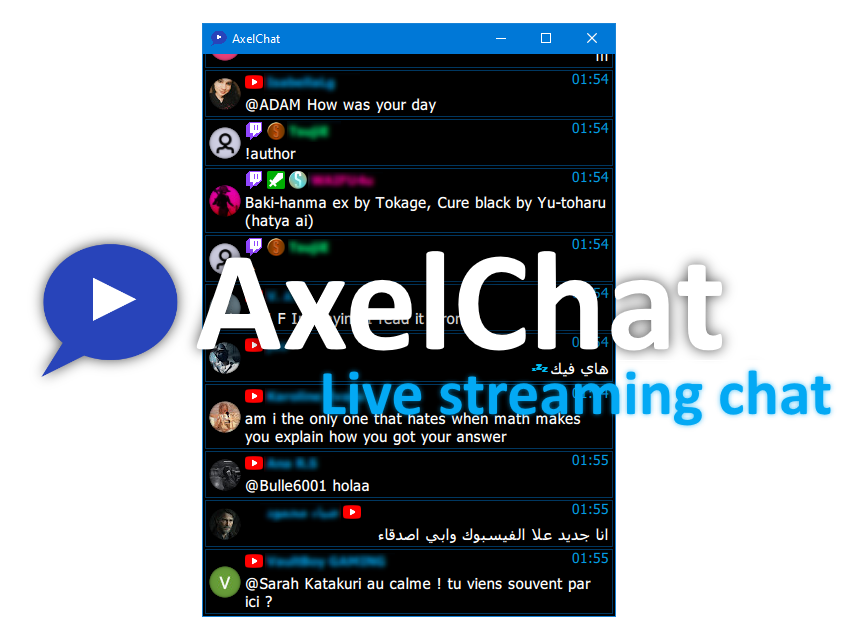 AxelChat
01:54
@ADAM How was your day
01:54
!author
01:54
Baki-hanma ex by Tokage, Cure black by Yu-toharu
(hatya ai)
01:54
AxelChat
هاي فيك💤
Live streaming chat
am i the only one that hates when math makes
you explain how you got your answer
01:55
@Bulle6001 holaa
01:55
انا جديد علا الفيسبوك وابي اصدقاء
V
01:55
@Sarah Katakuri au calme ! tu viens souvent par
ici ?